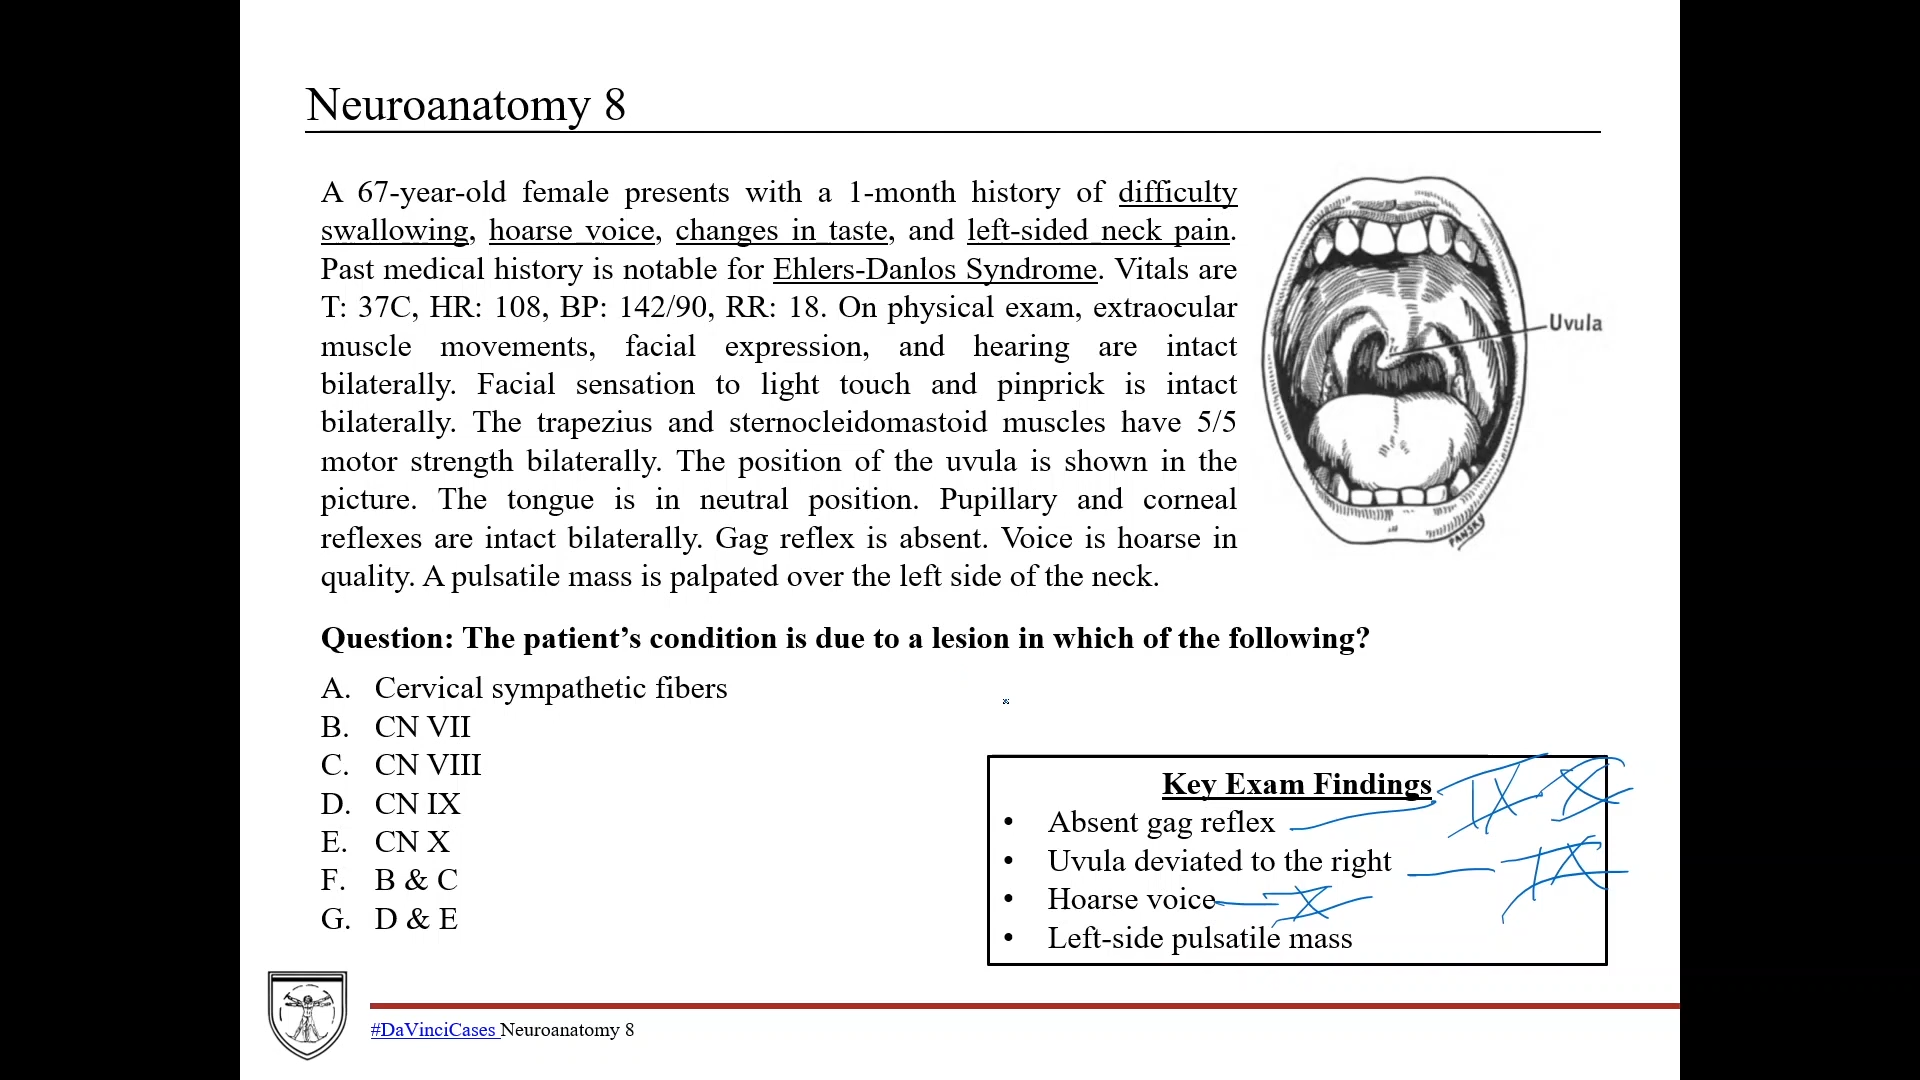 Neuroanatomy 8
A 67-year-old female presents with a 1-month history of difficulty
swallowing, hoarse voice, changes in taste, and left-sided neck pain.
Past medical history is notable for Ehlers-Danlos Syndrome. Vitals are
T: 37C, HR: 108, BP: 142/90, RR: 18. On physical exam, extraocular
muscle movements, facial expression, and hearing are intact
bilaterally. Facial sensation to light touch and pinprick is intact
bilaterally. The trapezius and sternocleidomastoid muscles have 5/5
motor strength bilaterally. The position of the uvula is shown in the
picture. The tongue is in neutral position. Pupillary and corneal
reflexes are intact bilaterally. Gag reflex is absent. Voice is hoarse in
quality. A pulsatile mass is palpated over the left side of the neck.
Uvula
PANSKY
Question: The patient’s condition is due to a lesion in which of the following?
A. Cervical sympathetic fibers
B. CN VII
C. CN VIII
D. CN IX
E. CN X
F. B & C
G. D & E
Key Exam Findings
• Absent gag reflex IX X
• Uvula deviated to the right IX
• Hoarse voice X
• Left-side pulsatile mass
#DaVinciCases Neuroanatomy 8